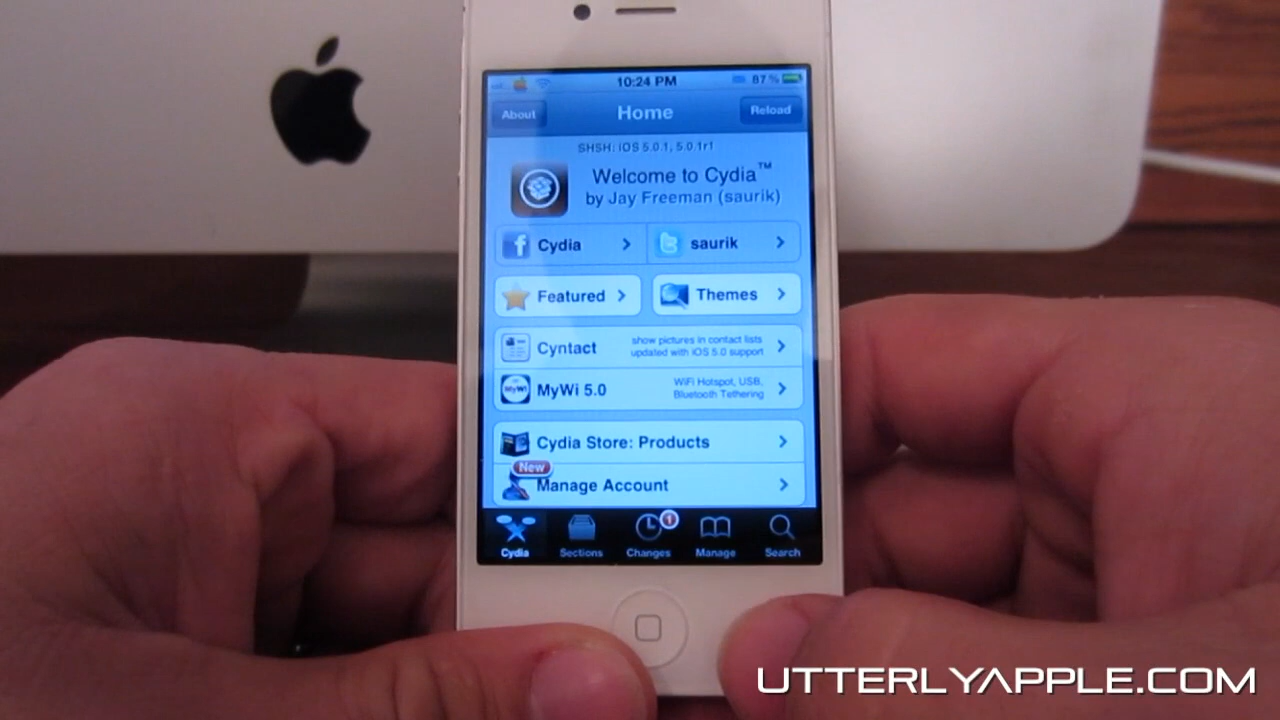 10:24 PM 87%
About Home Reload
SHSH: iOS 5.0.1, 5.0.1r1
Welcome to Cydia™
by Jay Freeman (saurik)
Cydia saurik
Featured Themes
Cyntact show pictures in contact lists
updated with iOS 5.0 support
MyWi MyWi 5.0 WiFi Hotspot, USB,
Bluetooth Tethering
Cydia Store: Products
New
Manage Account
1
Cydia Sections Changes Manage Search
UTTERLYAPPLE.COM